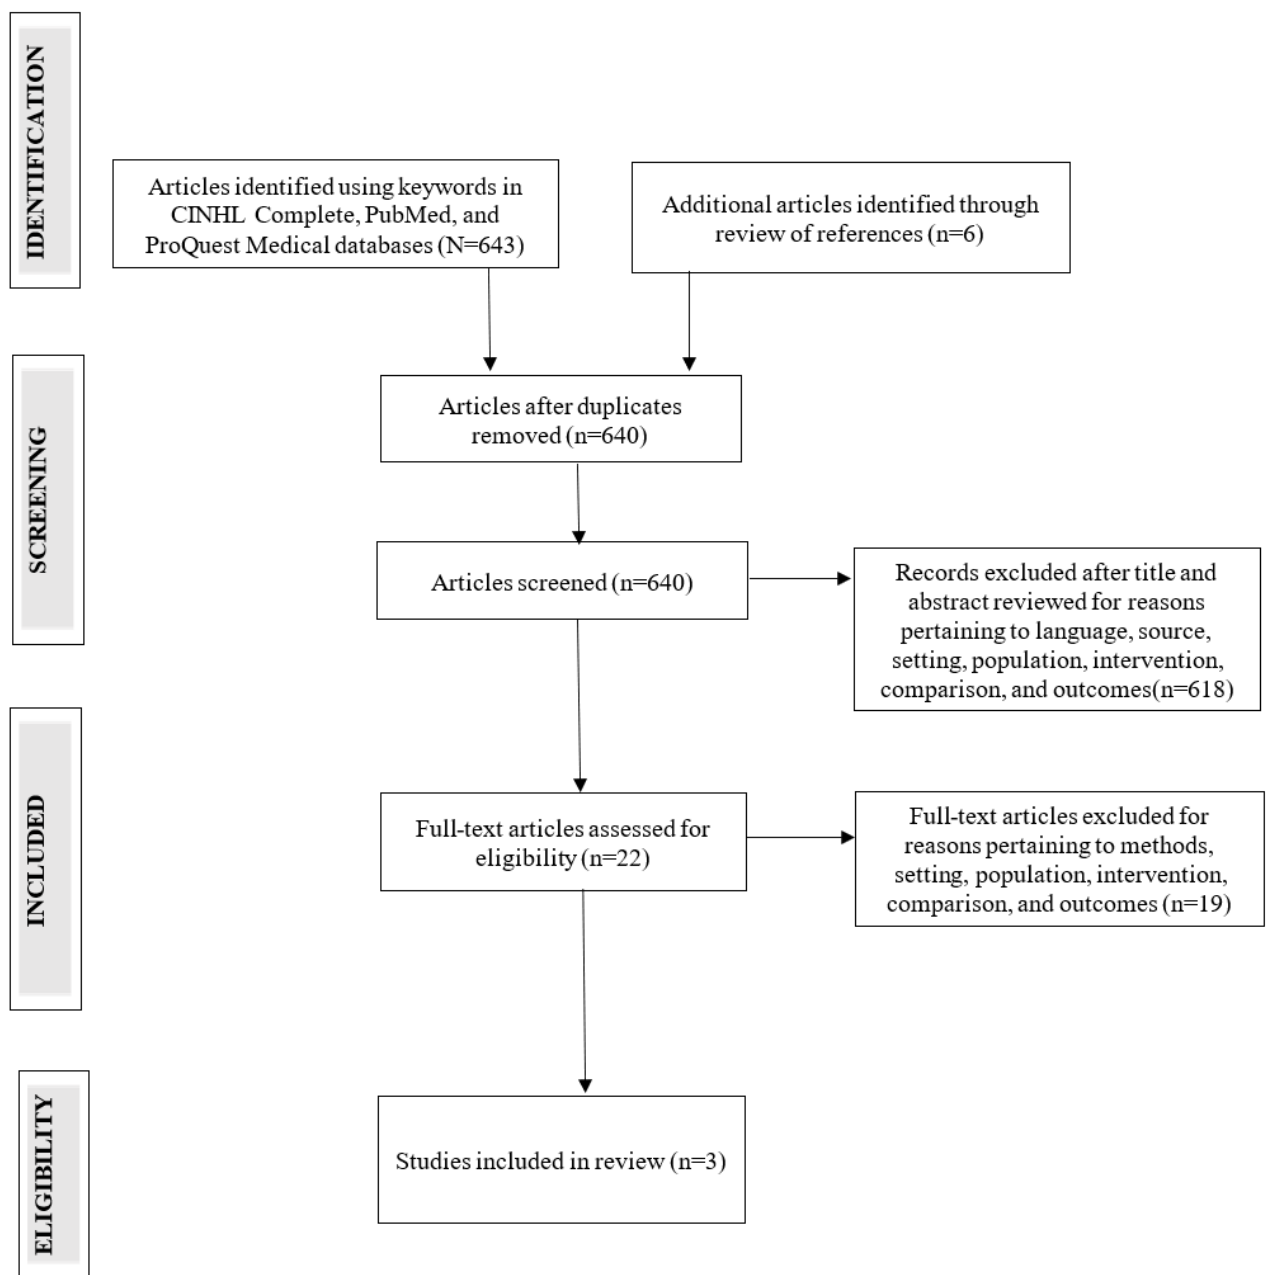 IDENTIFICATION
Articles identified using keywords in
CINHL Complete, PubMed, and
ProQuest Medical databases (N=643)
Additional articles identified through
review of references (n=6)
SCREENING
Articles after duplicates
removed (n=640)
Articles screened (n=640)
Records excluded after title and
abstract reviewed for reasons
pertaining to language, source,
setting, population, intervention,
comparison, and outcomes(n=618)
INCLUDED
Full-text articles assessed for
eligibility (n=22)
Full-text articles excluded for
reasons pertaining to methods,
setting, population, intervention,
comparison, and outcomes (n=19)
ELIGIBILITY
Studies included in review (n=3)